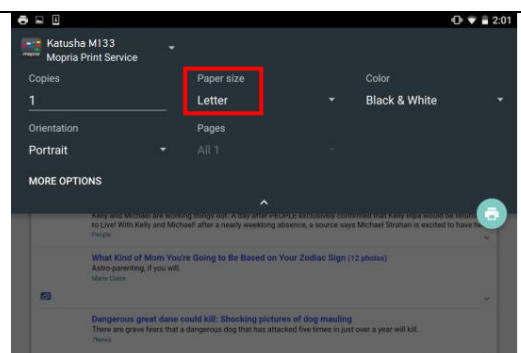 2:01
Katusha M133
Mopria Print Service
Copies
Paper size
Color
1
Letter
Black & White
Orientation
Pages
Portrait
All 1
MORE OPTIONS
Kelly and Michael are working things out. A day after PEOPLE exclusively confirmed that Kelly Ripa would be
to Live! With Kelly and Michael! after a nearly weeklong absence, a source says Michael Strahan is excited to have
People
What Kind of Mom You're Going to Be Based on Your Zodiac Sign (12 photos)
Astro-parenting, if you will.
Marie Claire
Dangerous great dane could kill: Shocking pictures of dog mauling
There are grave fears that a dangerous dog that has attacked five times in just over a year will kill.
7News